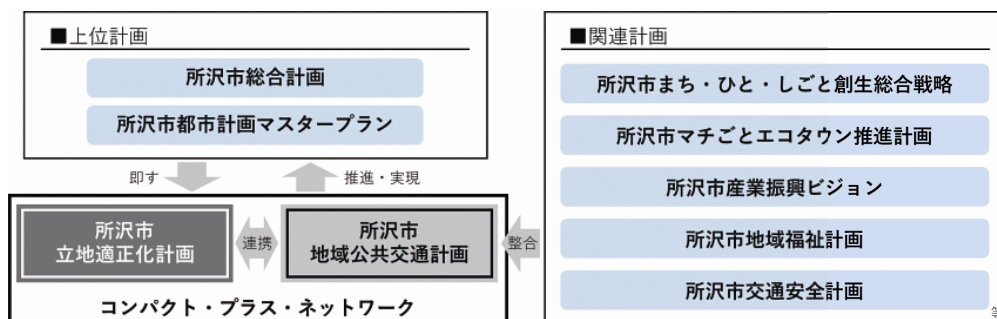 ■上位計画
所沢市総合計画
所沢市都市計画マスタープラン
即す
推進・実現
所沢市
立地適正化計画
連携
所沢市
地域公共交通計画
コンパクト・プラス・ネットワーク
整合
■関連計画
所沢市まち・ひと・しごと創生総合戦略
所沢市マチごとエコタウン推進計画
所沢市産業振興ビジョン
所沢市地域福祉計画
所沢市交通安全計画